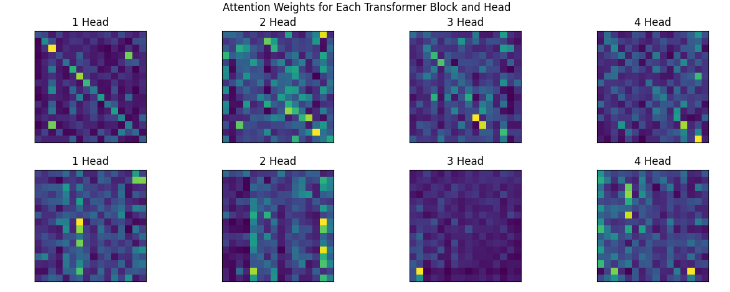 Attention Weights for Each Transformer Block and Head
1 Head 2 Head 3 Head 4 Head
1 Head 2 Head 3 Head 4 Head